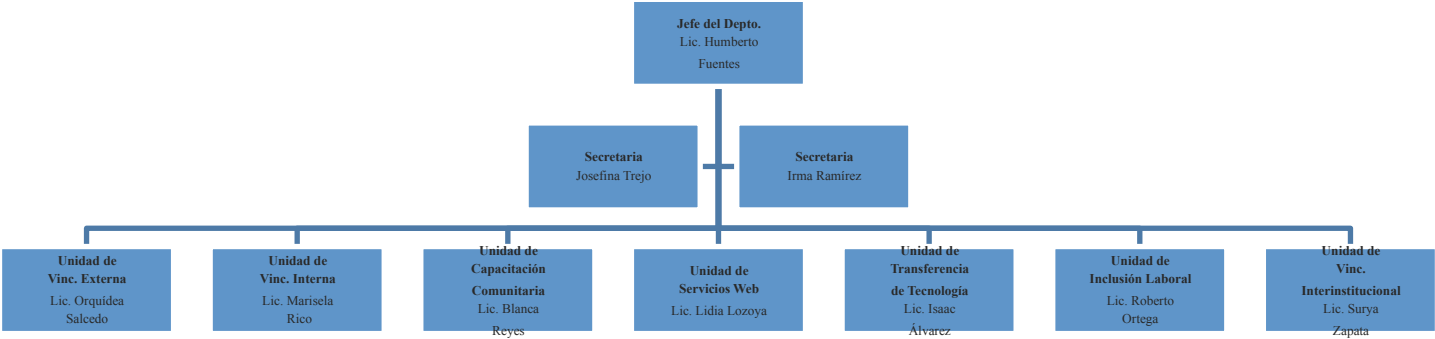 Jefe del Depto.
Lic. Humberto
Fuentes
Secretaria
Josefina Trejo
Secretaria
Irma Ramírez
Unidad de
Vinc. Externa
Lic. Orquídea
Salcedo
Unidad de
Vinc. Interna
Lic. Marisela
Rico
Unidad de
Capacitación
Comunitaria
Lic. Blanca
Reyes
Unidad de
Servicios Web
Lic. Lidia Lozoya
Unidad de
Transferencia
de Tecnología
Lic. Isaac
Álvarez
Unidad de
Inclusión Laboral
Lic. Roberto
Ortega
Unidad de
Vinc.
Interinstitucional
Lic. Surya
Zapata